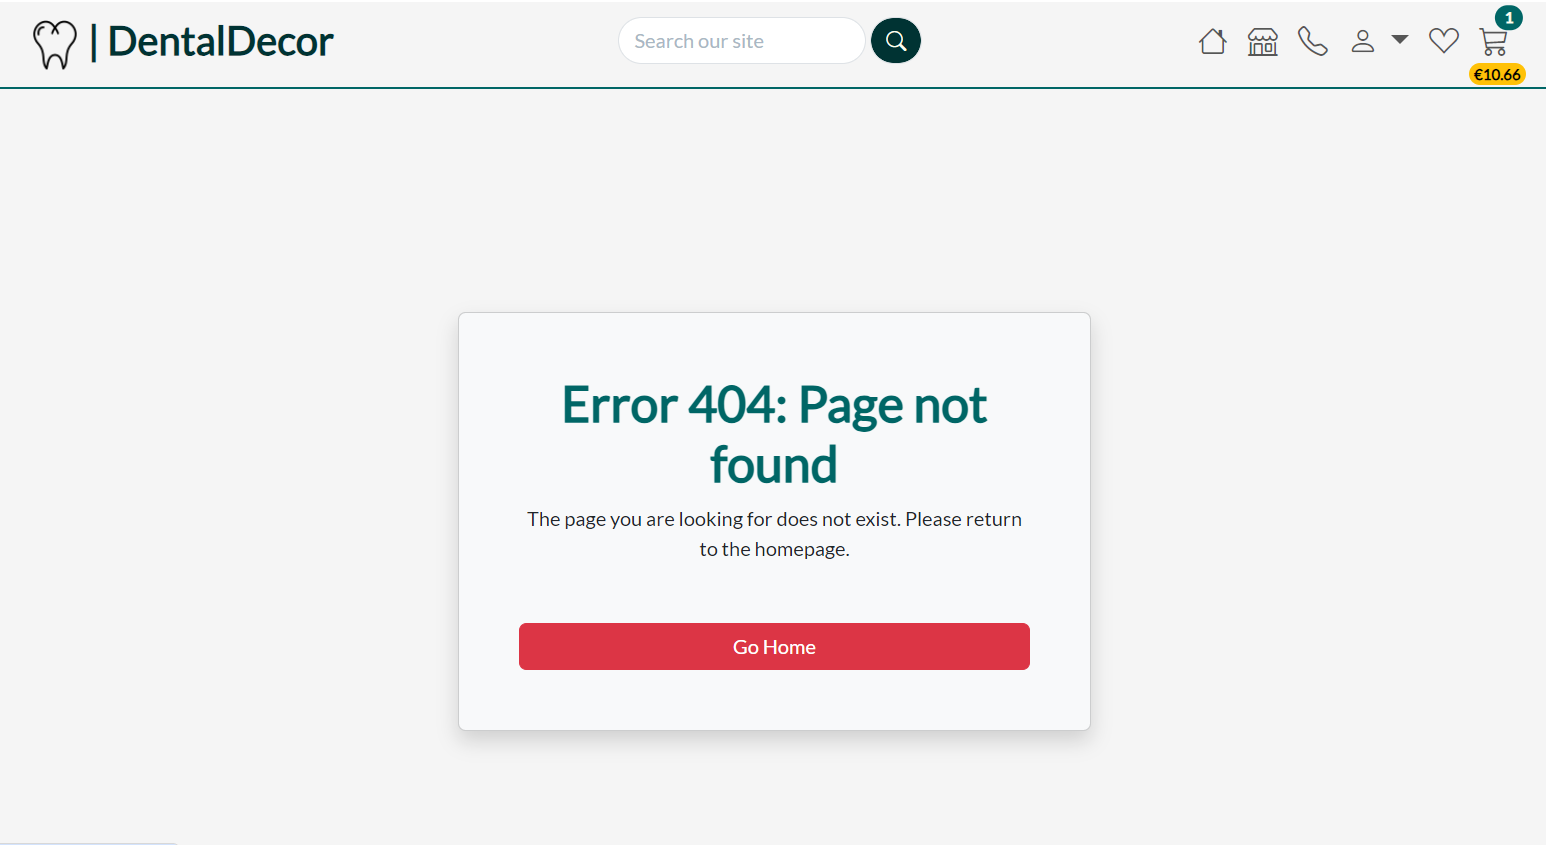 | DentalDecor
Search our site
1
€10.66
Error 404: Page not
found
The page you are looking for does not exist. Please return
to the homepage.
Go Home